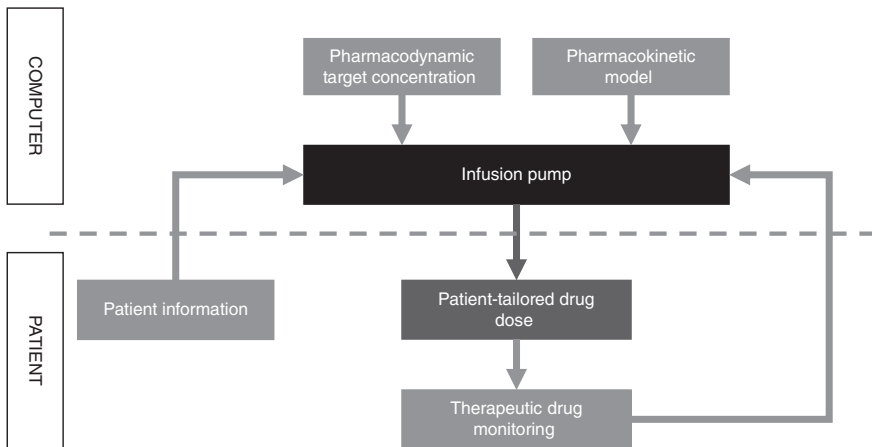 COMPUTER
Pharmacodynamic
target concentration
Pharmacokinetic
model
Infusion pump
PATIENT
Patient information
Patient-tailored drug
dose
Therapeutic drug
monitoring